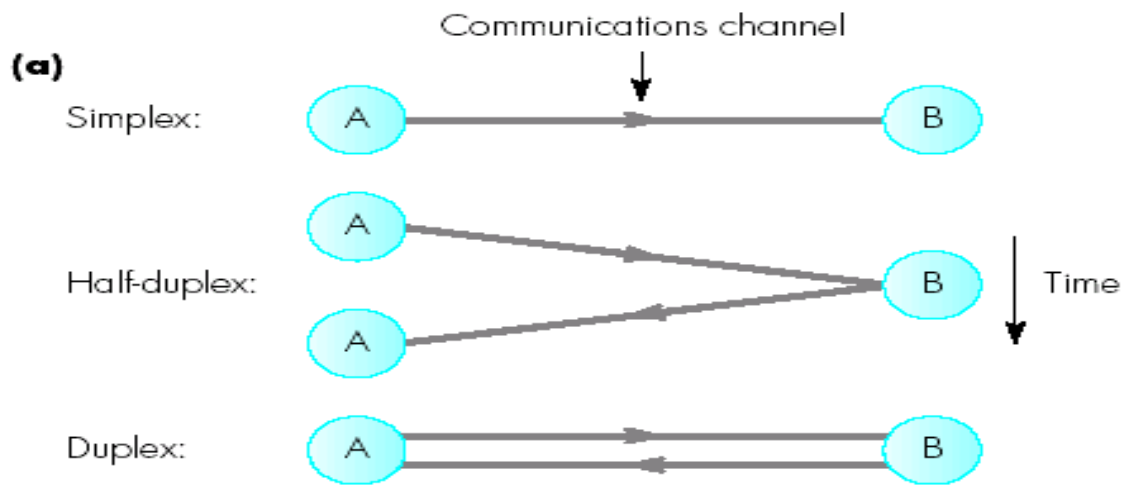 Communications channel
(a)
Simplex: A B
A
Half-duplex: B Time
A
Duplex: A B